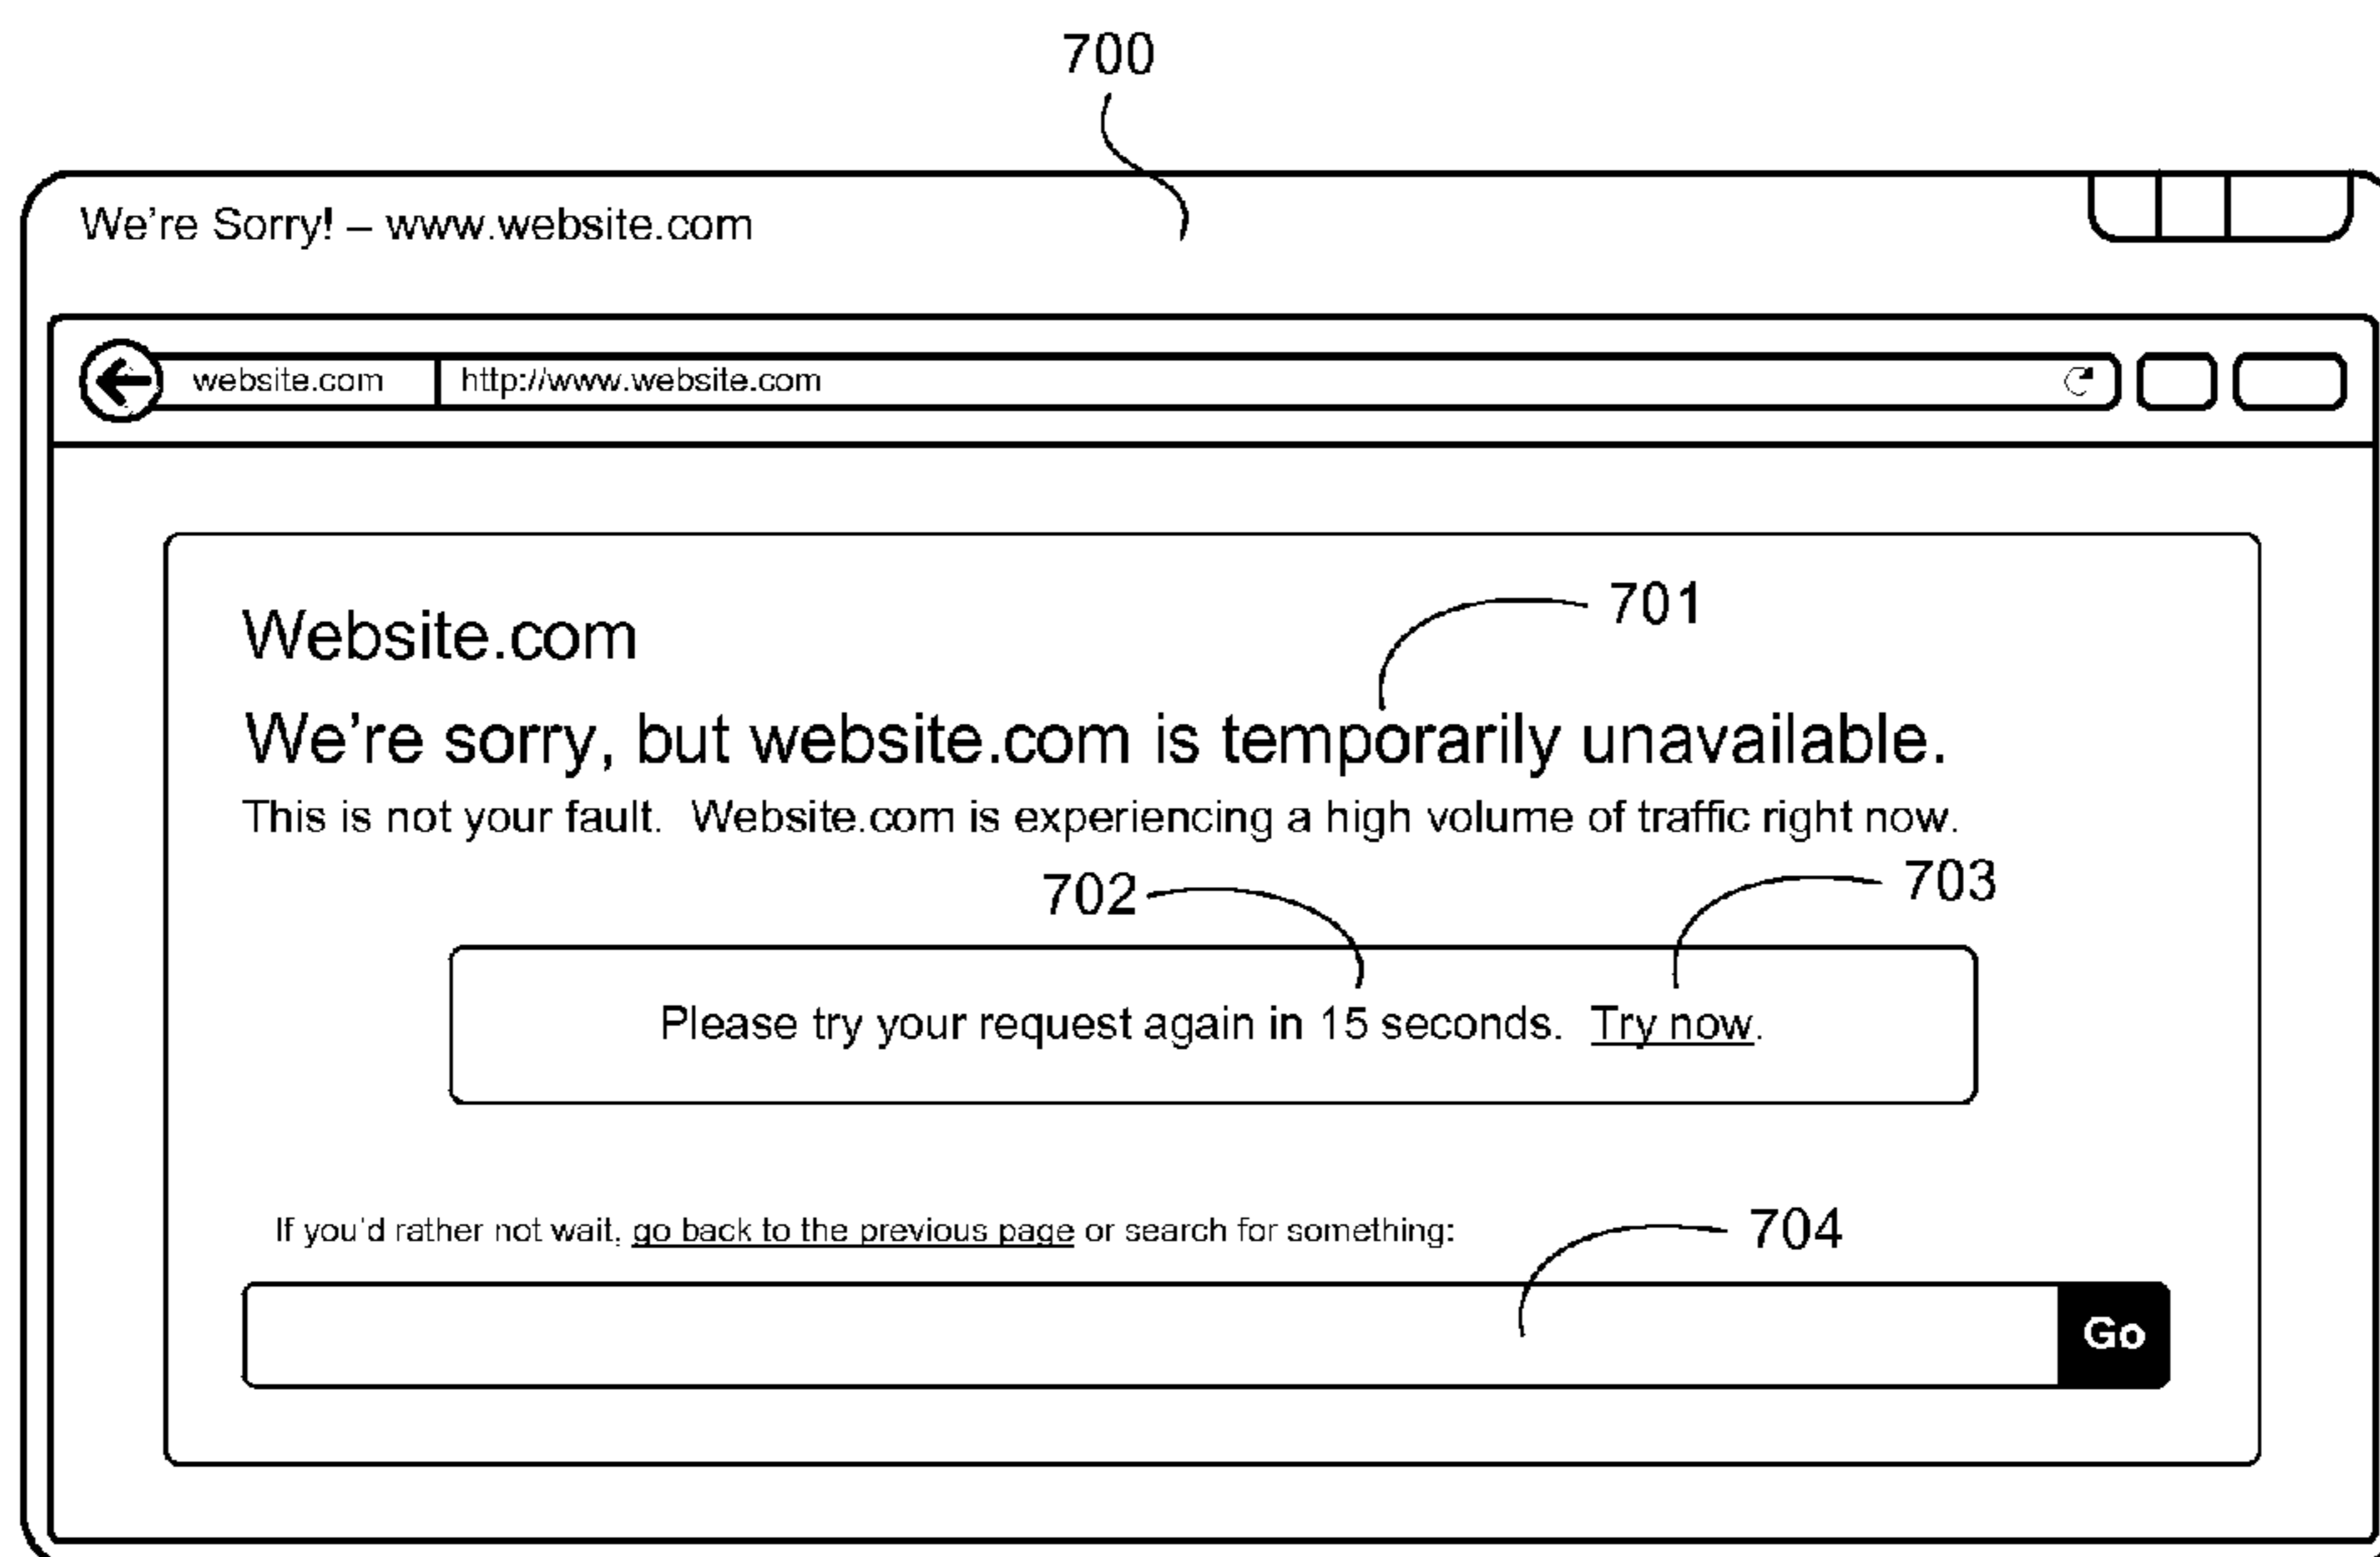 700
We're Sorry! – www.website.com
website.com http://www.website.com
701
Website.com
We're sorry, but website.com is temporarily unavailable.
This is not your fault. Website.com is experiencing a high volume of traffic right now.
702 703
Please try your request again in 15 seconds. Try now.
If you'd rather not wait, go back to the previous page or search for something:
704
Go